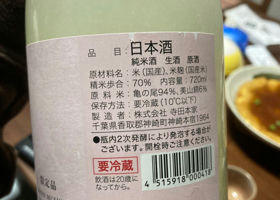 品目：日本酒
純米酒　生酒　原酒
原材料名：米(国産)、米麹(国産米)
精米歩合：70%　内容量：720ml
原料米：亀の尾94%、美山錦6%
保存方法：要冷蔵(10℃以下)
製造者：株式会社 寺田本家
千葉県香取郡神崎町神崎本宿1964
●瓶内2次発酵により発泡する場合が
ございます。開栓時ご注意下さい。
要冷蔵
飲酒は20歳に
なってから。
4 515918 000418
限定品